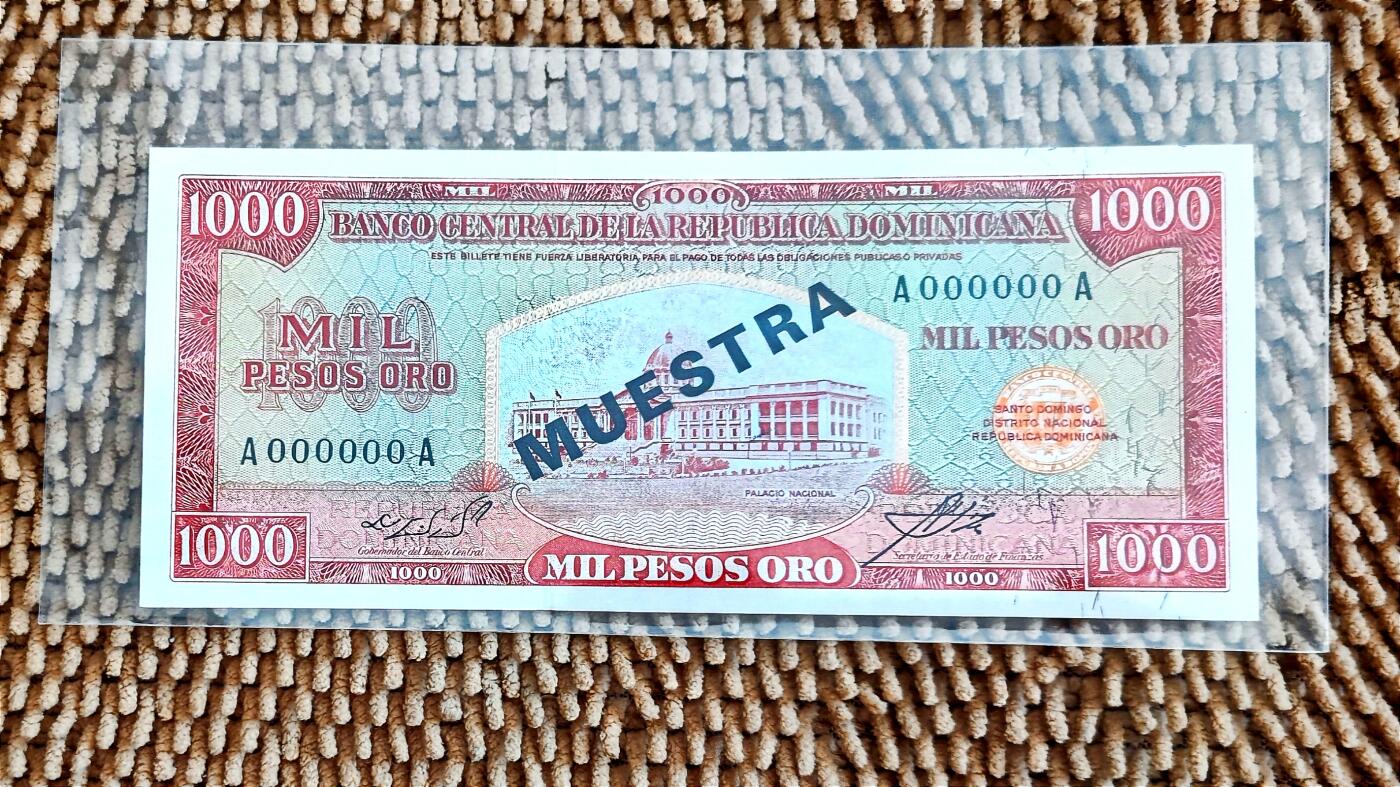 MIL 1000 MIL
1000 1000
BANCO CENTRAL DE LA REPUBLICA DOMINICANA
ESTE BILLETE TIENE FUERZA LIBERATORIA PARA EL PAGO DE TODAS LAS OBLIGACIONES PUBLICAS O PRIVADAS
A000000A
1000
MIL
PESOS ORO
MIL PESOS ORO
MUESTRA
SANTO DOMINGO
DISTRITO NACIONAL
REPUBLICA DOMINICANA
A000000A
PALACIO NACIONAL
REPUBLICA
DOMINICANA
DOMINICANA
Gobernador del Banco Central
Secretario de Estado de Finanzas
1000 1000
MIL PESOS ORO
1000 1000